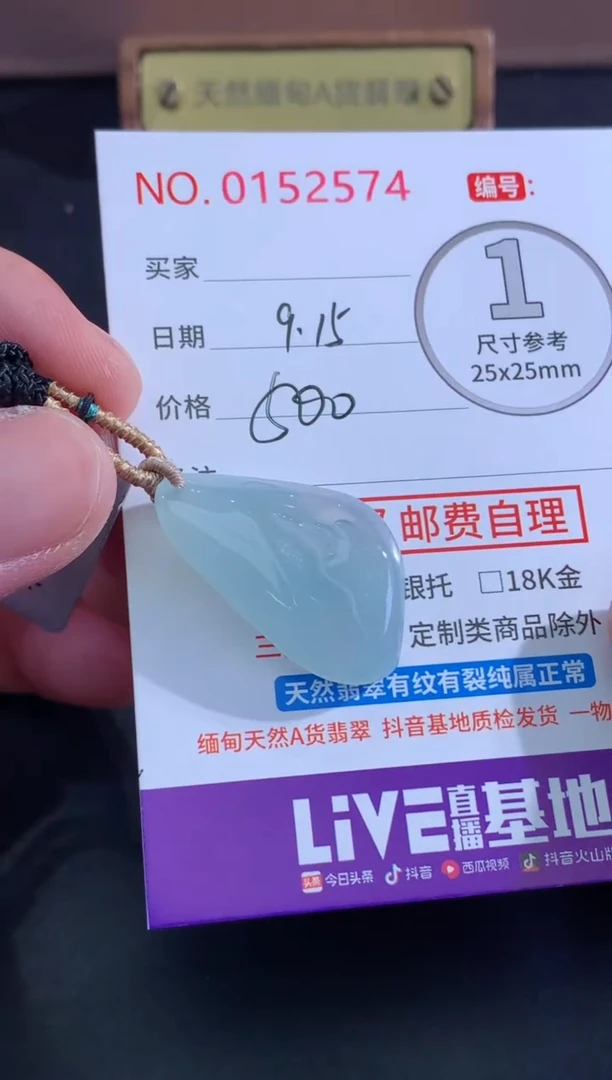 天然缅甸A货翡翠
NO. 0152574
编号:
买家
日期 9.15
价格 500
1
尺寸参考
25x25mm
邮费自理
银托 □18K金
三
定制类商品除外
天然翡翠有纹有裂纯属正常
缅甸天然A货翡翠 抖音基地质检发货 一物
LiVE直播基地
头条 今日头条 抖音 西瓜视频 抖音火山版